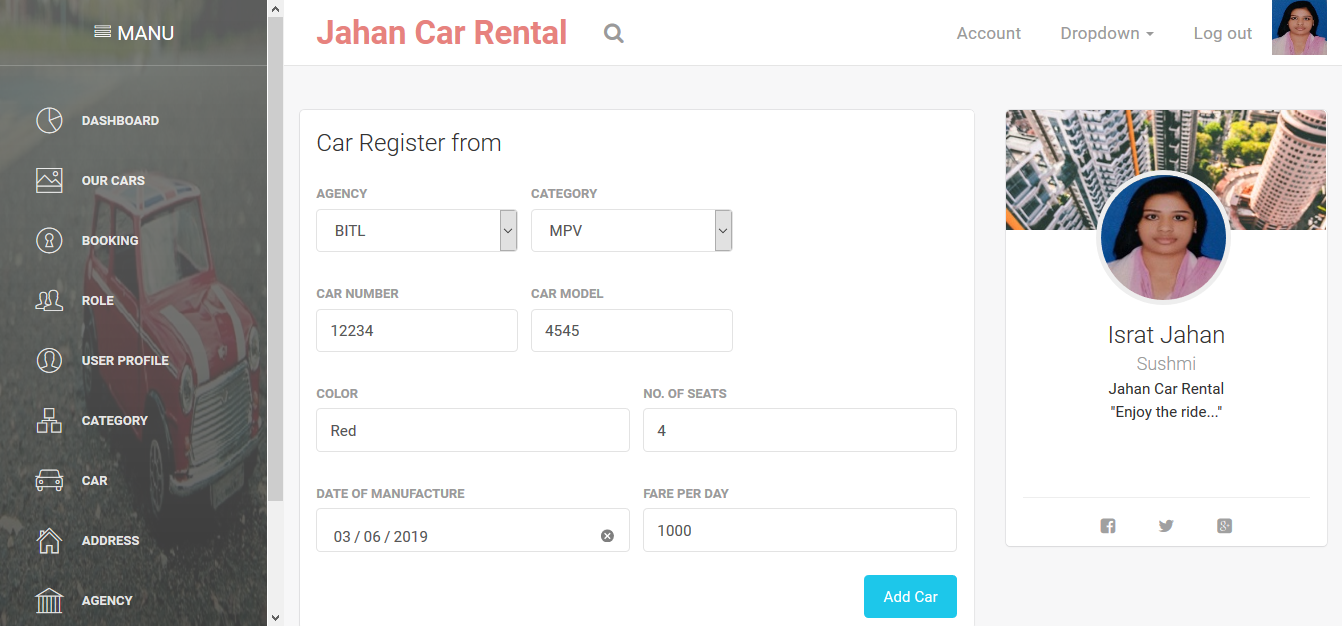 MANU
Jahan Car Rental
Account
Dropdown
Log out
DASHBOARD
OUR CARS
BOOKING
ROLE
USER PROFILE
CATEGORY
CAR
ADDRESS
AGENCY
Car Register from
AGENCY CATEGORY
BITL MPV
CAR NUMBER CAR MODEL
12234 4545
COLOR NO. OF SEATS
Red 4
DATE OF MANUFACTURE FARE PER DAY
03 / 06 / 2019 1000
Add Car
Israt Jahan
Sushmi
Jahan Car Rental
"Enjoy the ride..."